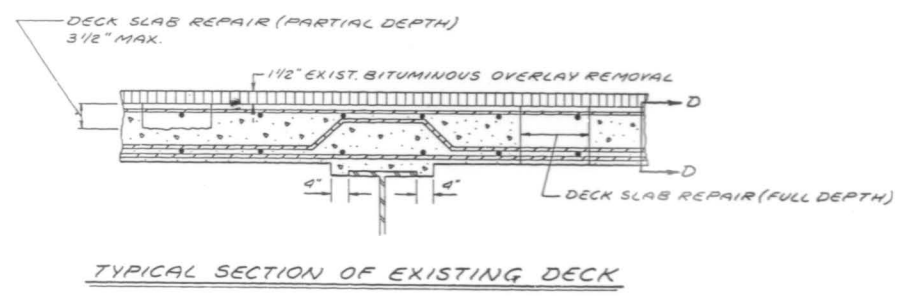 DECK SLAB REPAIR (PARTIAL DEPTH)
3 1/2" MAX.
1 1/2" EXIST. BITUMINOUS OVERLAY REMOVAL
D
D
4"
4"
DECK SLAB REPAIR (FULL DEPTH)
TYPICAL SECTION OF EXISTING DECK